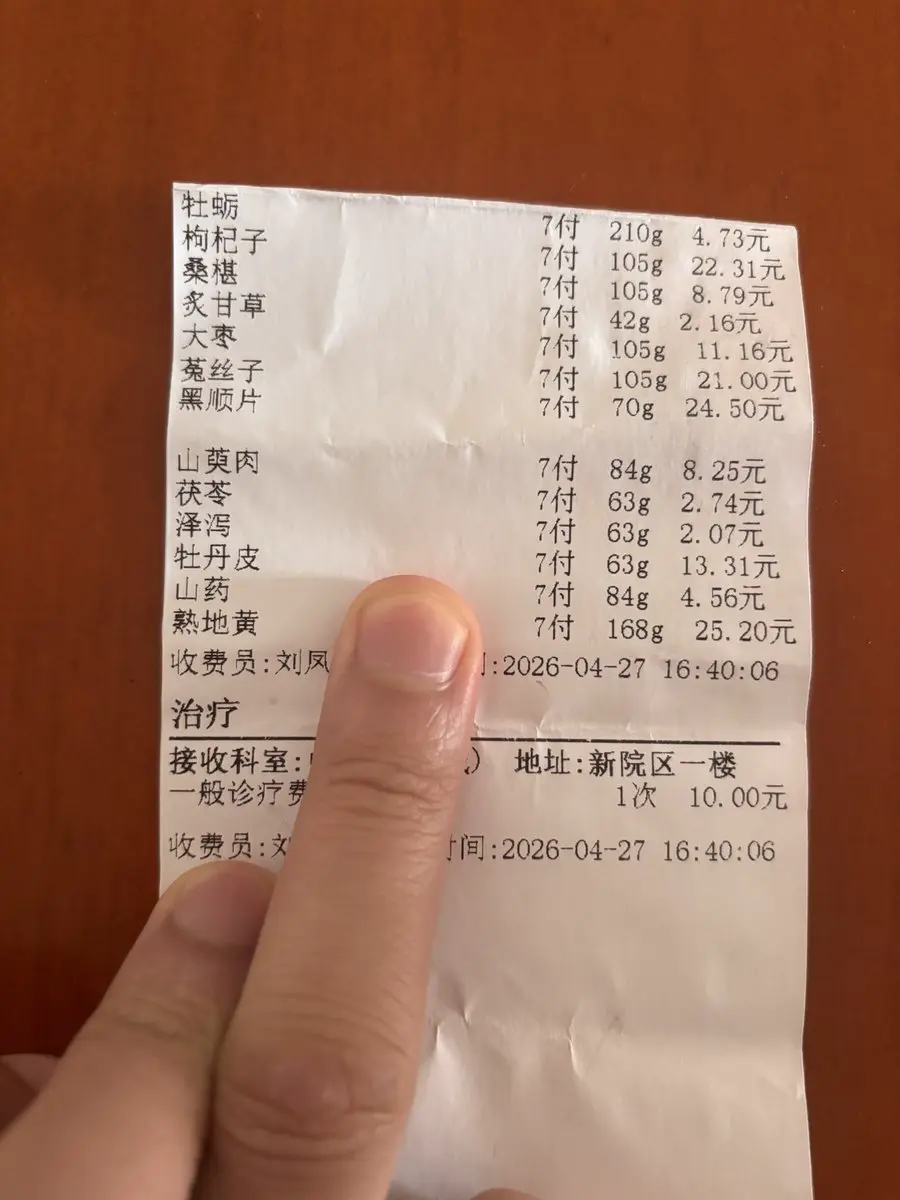 牡蛎 7付 210g 4.73元
枸杞子 7付 105g 22.31元
桑椹 7付 105g 8.79元
炙甘草 7付 42g 2.16元
大枣 7付 105g 11.16元
菟丝子 7付 105g 21.00元
黑顺片 7付 70g 24.50元
山萸肉 7付 84g 8.25元
茯苓 7付 63g 2.74元
泽泻 7付 63g 2.07元
牡丹皮 7付 63g 13.31元
山药 7付 84g 4.56元
熟地黄 7付 168g 25.20元
收费员:刘凤 :2026-04-27 16:40:06
治疗
接收科室: ) 地址:新院区一楼
一般诊疗费 1次 10.00元
收费员:刘 时间:2026-04-27 16:40:06